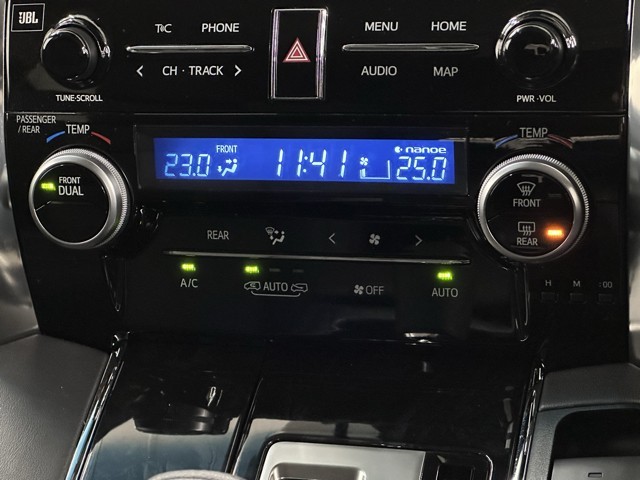 JBL
T&C PHONE
MENU HOME
< CH · TRACK >
AUDIO MAP
TUNE·SCROLL
PWR ·VOL
PASSENGER
/REAR
TEMP
TEMP
FRONT
nanoe
23.0 11:41 25.0
FRONT
DUAL
FRONT
REAR
REAR < >
A/C AUTO OFF AUTO
H M :00